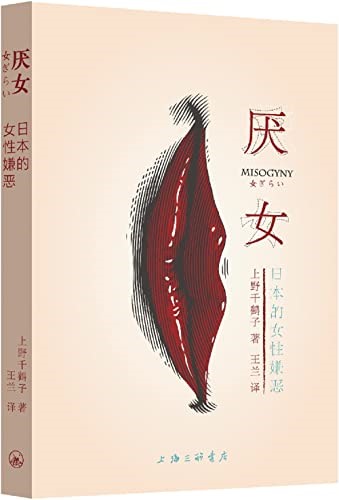 厌女
女ぎらい
日本的
女性嫌恶
上野千鹤子 著
王兰 译
厌
MISOGYNY
女ぎらい
女
日本的女性嫌恶
上野千鹤子 著
王兰 译
上海三联书店